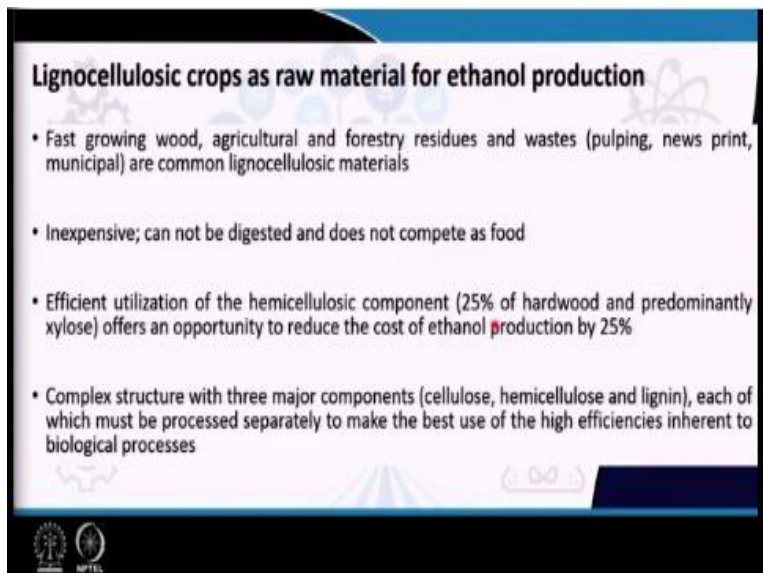 Lignocellulosic crops as raw material for ethanol production
• Fast growing wood, agricultural and forestry residues and wastes (pulping, news print,
municipal) are common lignocellulosic materials
• Inexpensive; can not be digested and does not compete as food
• Efficient utilization of the hemicellulosic component (25% of hardwood and predominantly
xylose) offers an opportunity to reduce the cost of ethanol production by 25%
• Complex structure with three major components (cellulose, hemicellulose and lignin), each of
which must be processed separately to make the best use of the high efficiencies inherent to
biological processes
NPTEL